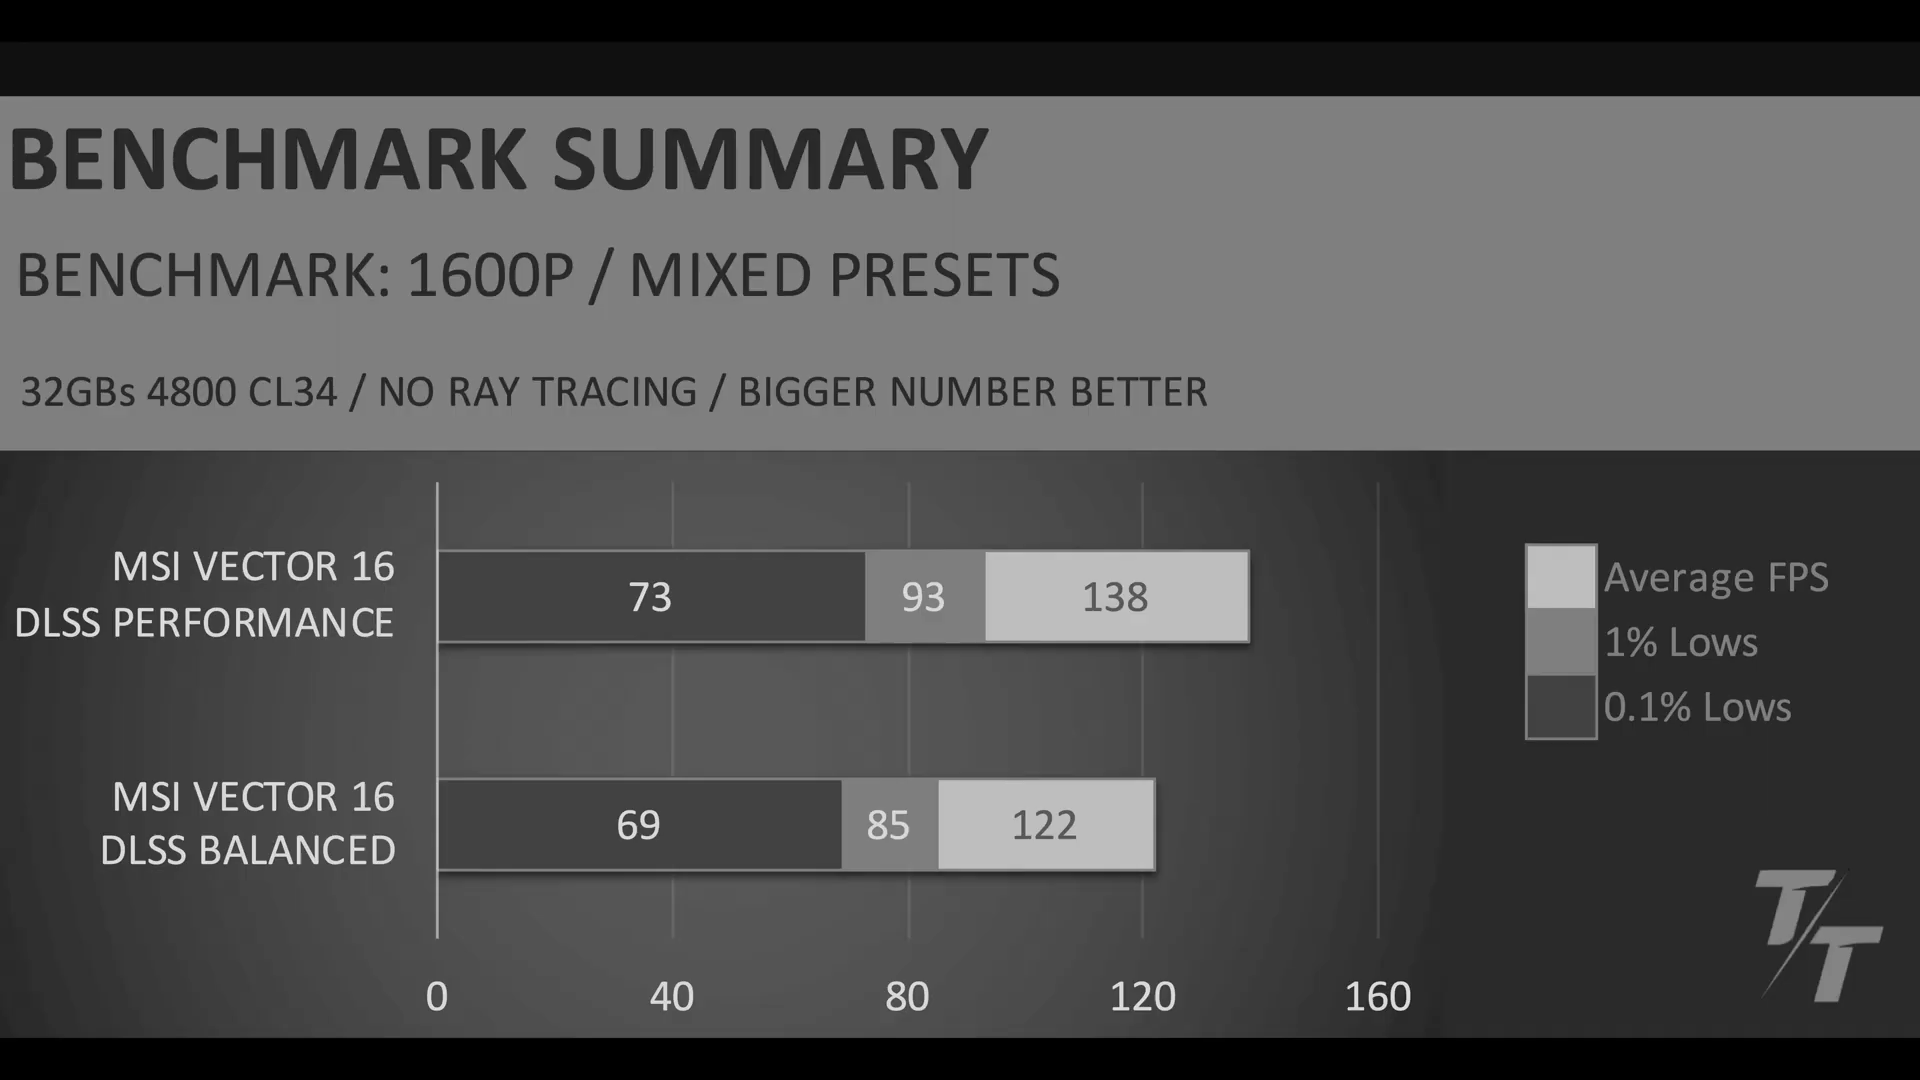 BENCHMARK SUMMARY
BENCHMARK: 1600P / MIXED PRESETS
32GBs 4800 CL34 / NO RAY TRACING / BIGGER NUMBER BETTER
MSI VECTOR 16
DLSS PERFORMANCE
73 93 138
MSI VECTOR 16
DLSS BALANCED
69 85 122
0 40 80 120 160
Average FPS
1% Lows
0.1% Lows
T/T